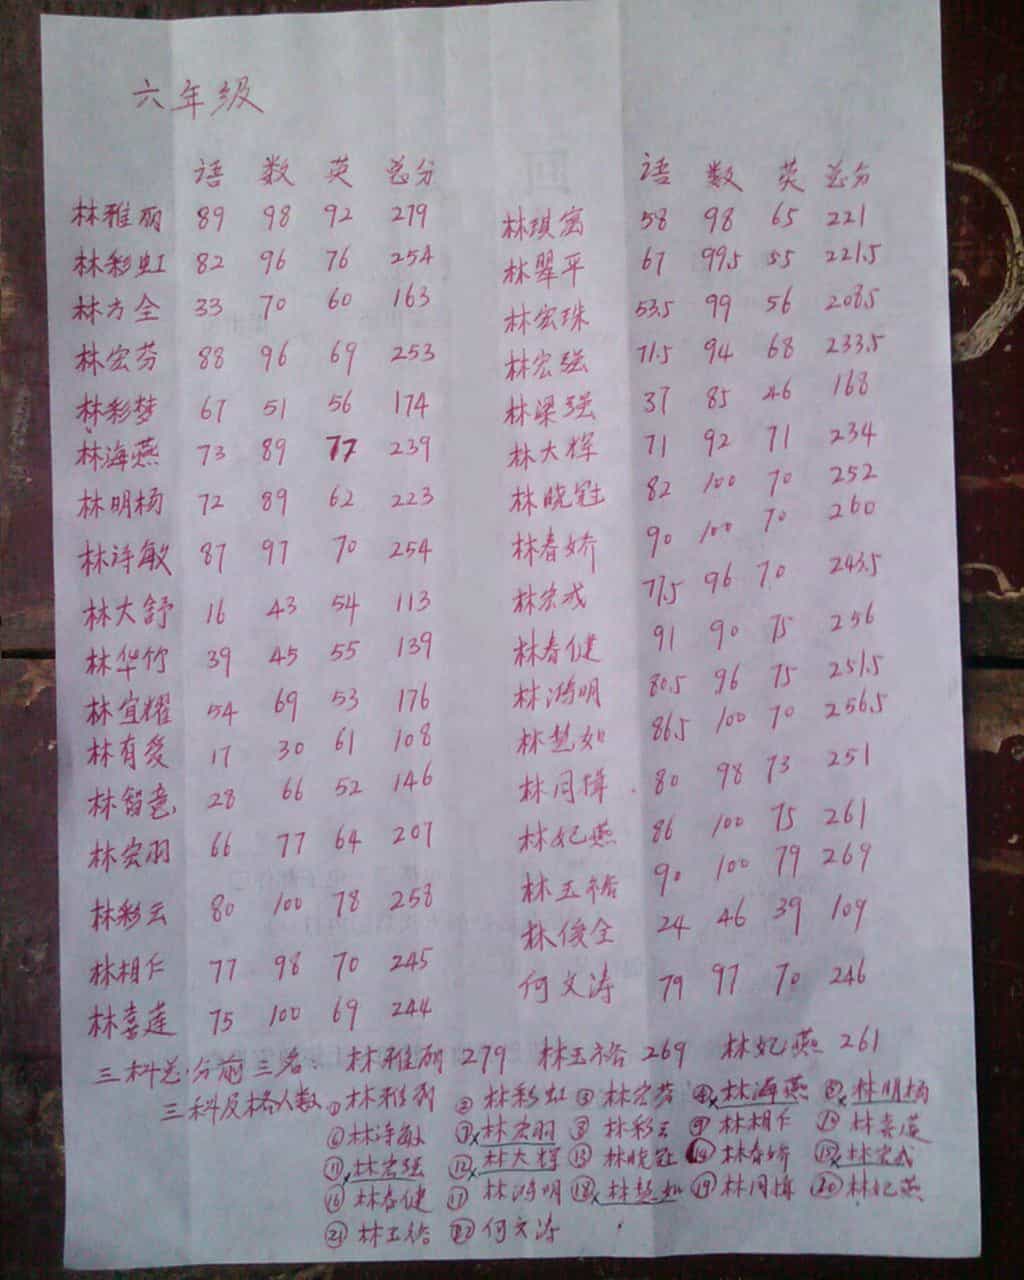 六年级
语 数 英 总分 语 数 英 总分
林雅丽 89 98 92 279 林琪富 58 98 65 221
林彩虹 82 96 76 254 林翠平 67 99.5 55 221.5
林方全 33 70 60 163 林宏珠 53.5 99 56 208.5
林宏芬 88 96 69 253 林宏强 71.5 94 68 233.5
林彩梦 67 51 56 174 林梁强 37 85 46 168
林海燕 73 89 77 239 林大辉 71 92 71 234
林明杨 72 89 62 223 林晓冠 82 100 70 252
林诗敏 87 97 70 254 林春娇 90 100 70 260
林大舒 16 43 54 113 林宏成 77.5 96 70 243.5
林华竹 39 45 55 139 林春健 91 90 75 256
林宜耀 54 69 53 176 林鸿明 80.5 96 75 251.5
林有发 17 30 61 108 林慧如 86.5 100 70 256.5
林智意 28 66 52 146 林月梅 80 98 73 251
林宏羽 66 77 64 207 林妃燕 86 100 75 261
林彩云 80 100 78 258 林玉裕 90 100 79 269
林相仁 77 98 70 245 林俊全 24 46 39 109
林喜莲 75 100 69 244 何文涛 79 97 70 246
三科总分前三名: 林雅丽 279 林玉裕 269 林妃燕 261
三科及格人数 ①林雅丽 ②林彩虹 ③林宏芬 ④林海燕 ⑤林明杨
⑥林诗敏 ⑦林宏羽 ⑧林彩云 ⑨林相仁 ⑩林喜莲
⑪林宏强 ⑫林大辉 ⑬林晓冠 ⑭林春娇 ⑮林宏成
⑯林春健 ⑰林鸿明 ⑱林慧如 ⑲林月梅 ⑳林妃燕
㉑林玉裕 ㉒何文涛